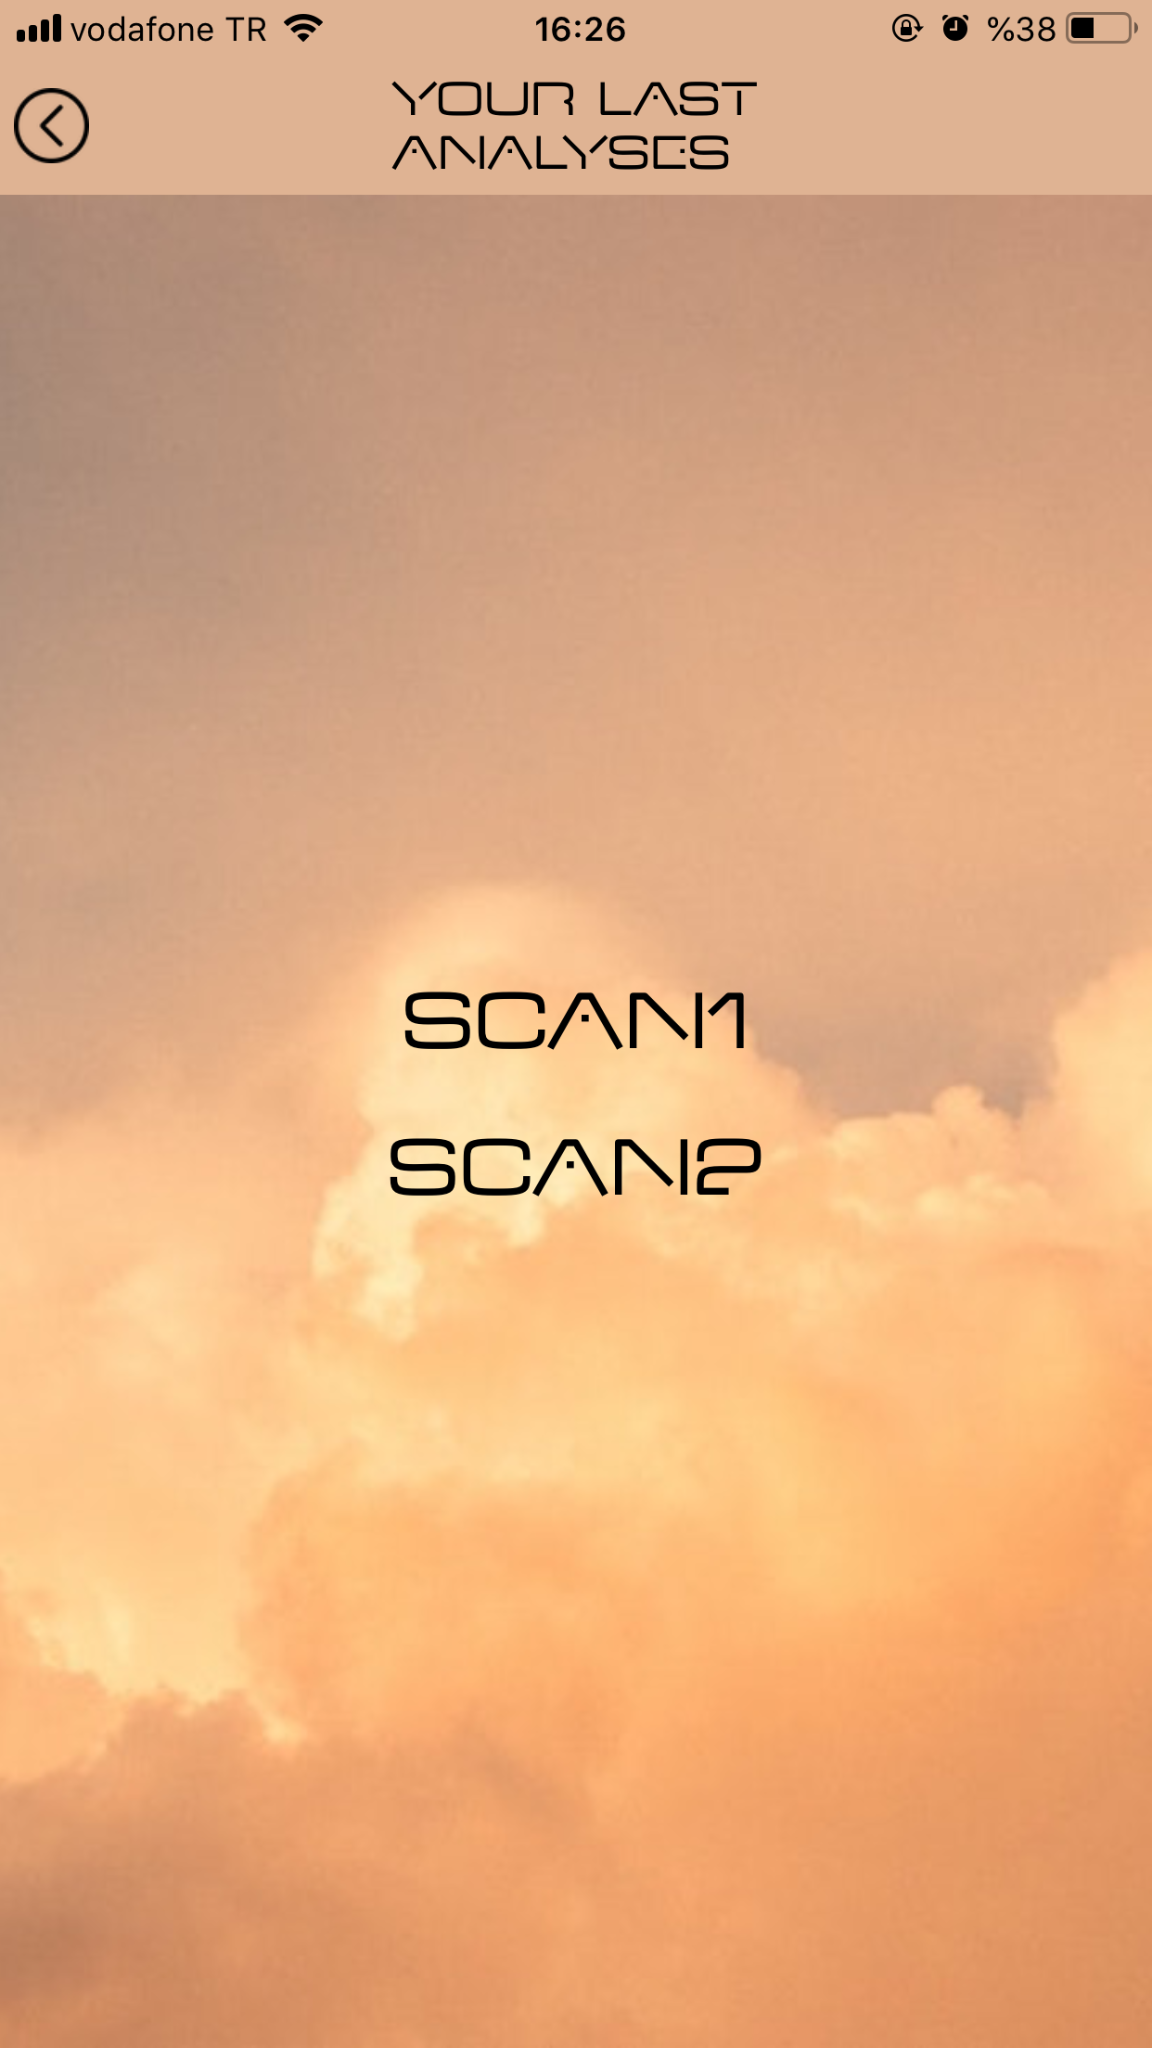 vodafone TR 16:26 %38
YOUR LAST
ANALYSES
SCAN1
SCAN2